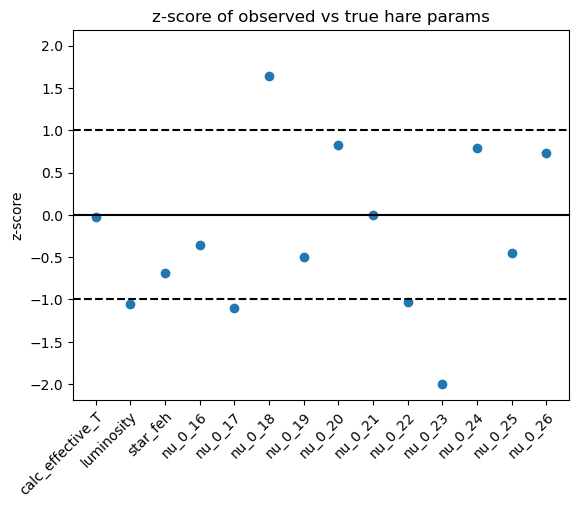 z-score of observed vs true hare params
z-score
2.0
1.5
1.0
0.5
0.0
−0.5
−1.0
−1.5
−2.0
calc_effective_T
luminosity
star_feh
nu_0_16
nu_0_17
nu_0_18
nu_0_19
nu_0_20
nu_0_21
nu_0_22
nu_0_23
nu_0_24
nu_0_25
nu_0_26